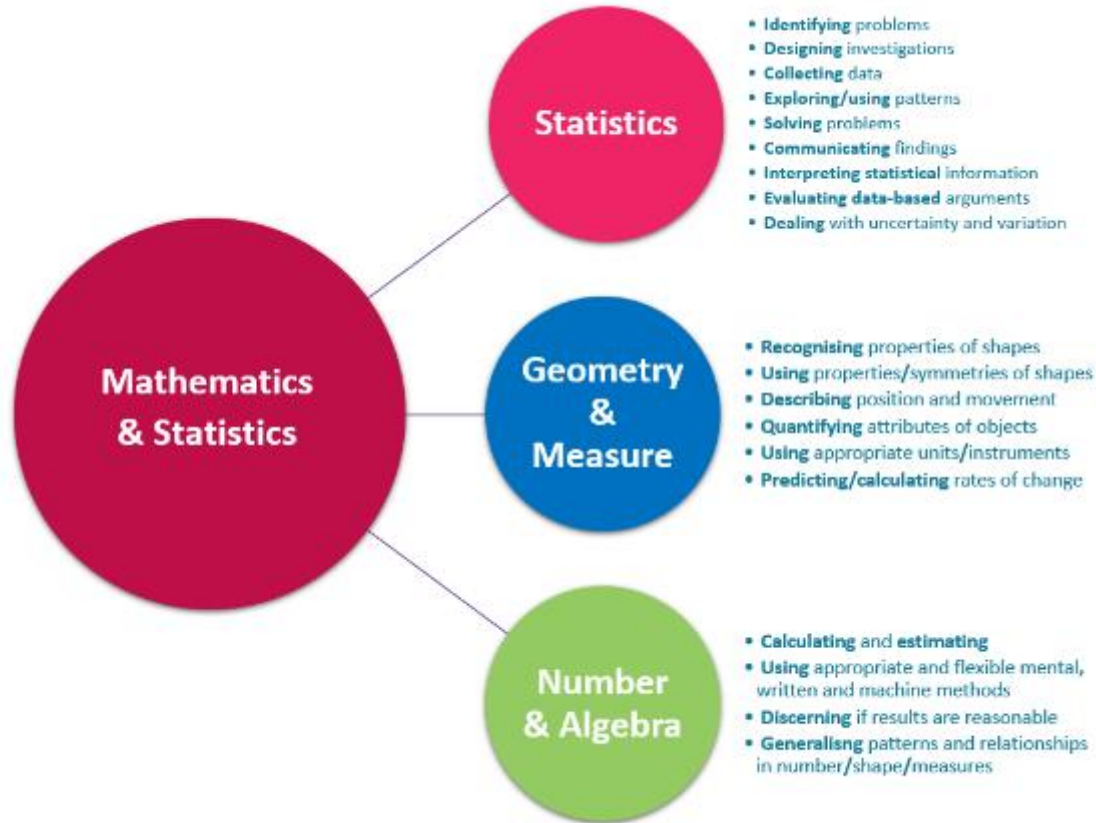 Mathematics
& Statistics
Statistics
• Identifying problems
• Designing investigations
• Collecting data
• Exploring/using patterns
• Solving problems
• Communicating findings
• Interpreting statistical information
• Evaluating data-based arguments
• Dealing with uncertainty and variation
Geometry
&
Measure
• Recognising properties of shapes
• Using properties/symmetries of shapes
• Describing position and movement
• Quantifying attributes of objects
• Using appropriate units/instruments
• Predicting/calculating rates of change
Number
& Algebra
• Calculating and estimating
• Using appropriate and flexible mental,
written and machine methods
• Discerning if results are reasonable
• Generalisng patterns and relationships
in number/shape/measures